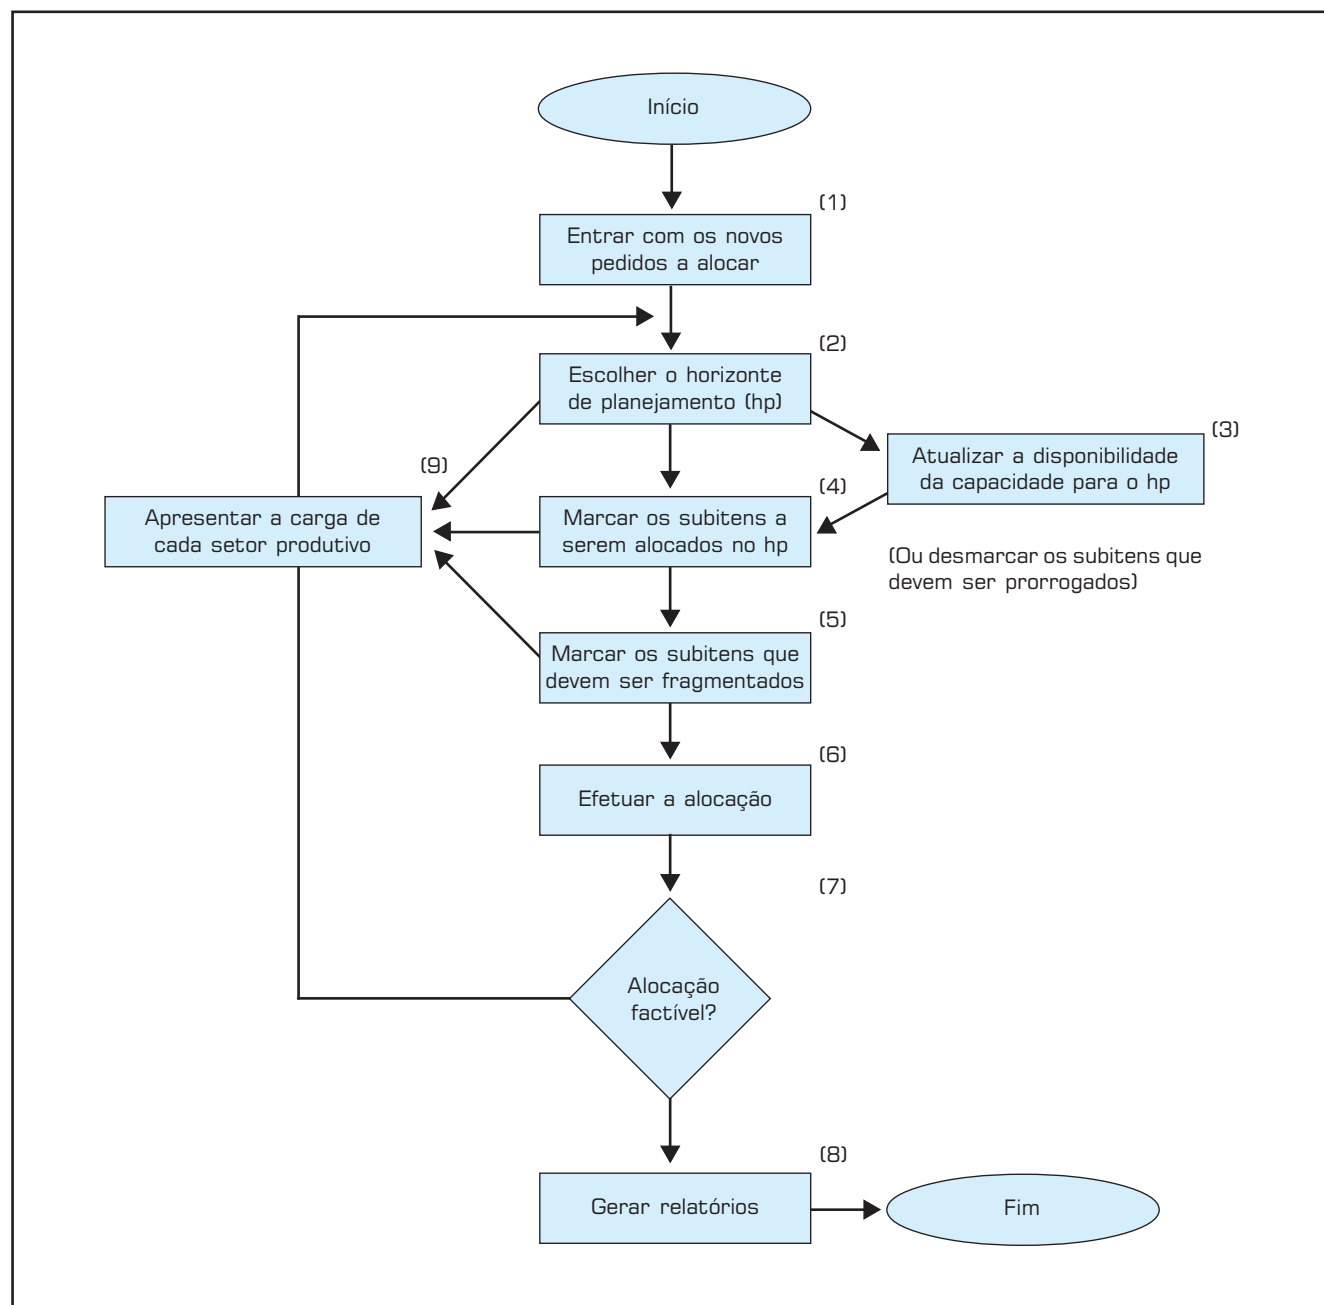 Início
(1)
Entrar com os novos
pedidos a alocar
(2)
Escolher o horizonte
de planejamento (hp)
(3)
Atualizar a disponibilidade
da capacidade para o hp
(9)
Apresentar a carga de
cada setor produtivo
(4)
Marcar os subitens a
serem alocados no hp
(Ou desmarcar os subitens que
devem ser prorrogados)
(5)
Marcar os subitens que
devem ser fragmentados
(6)
Efetuar a alocação
(7)
Alocação
factível?
(8)
Gerar relatórios
Fim